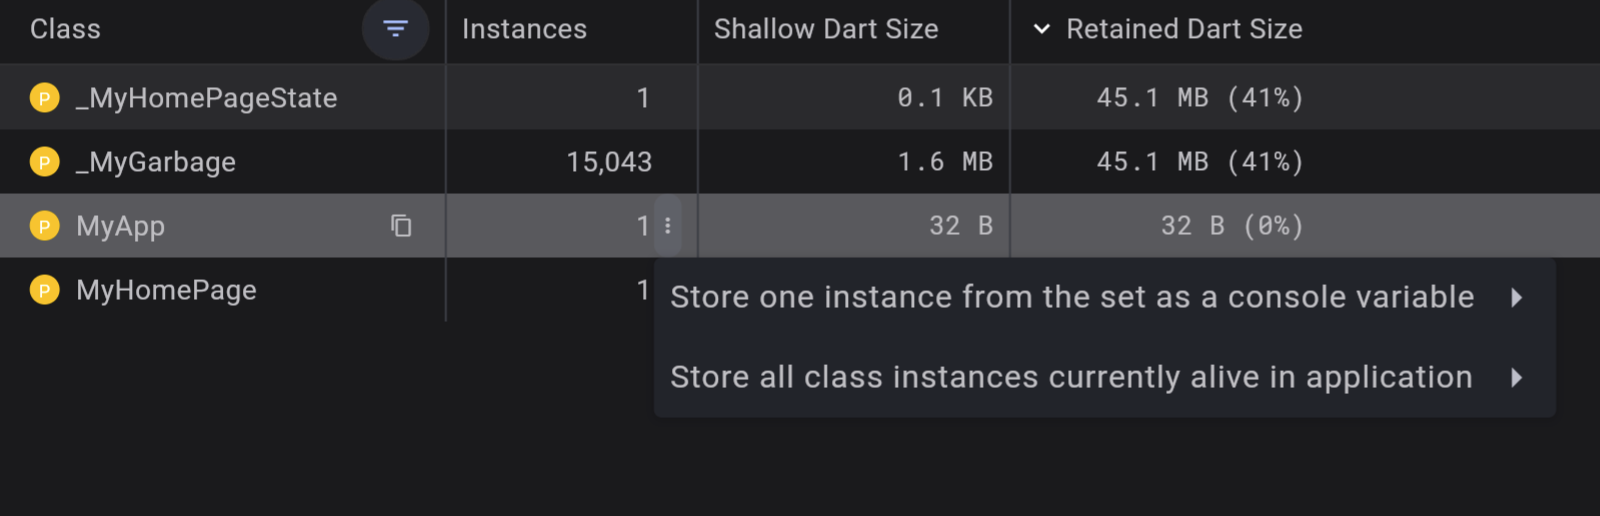 Class Instances Shallow Dart Size Retained Dart Size
P _MyHomePageState 1 0.1 KB 45.1 MB (41%)
P _MyGarbage 15,043 1.6 MB 45.1 MB (41%)
P MyApp 1 32 B 32 B (0%)
P MyHomePage 1
Store one instance from the set as a console variable
Store all class instances currently alive in application